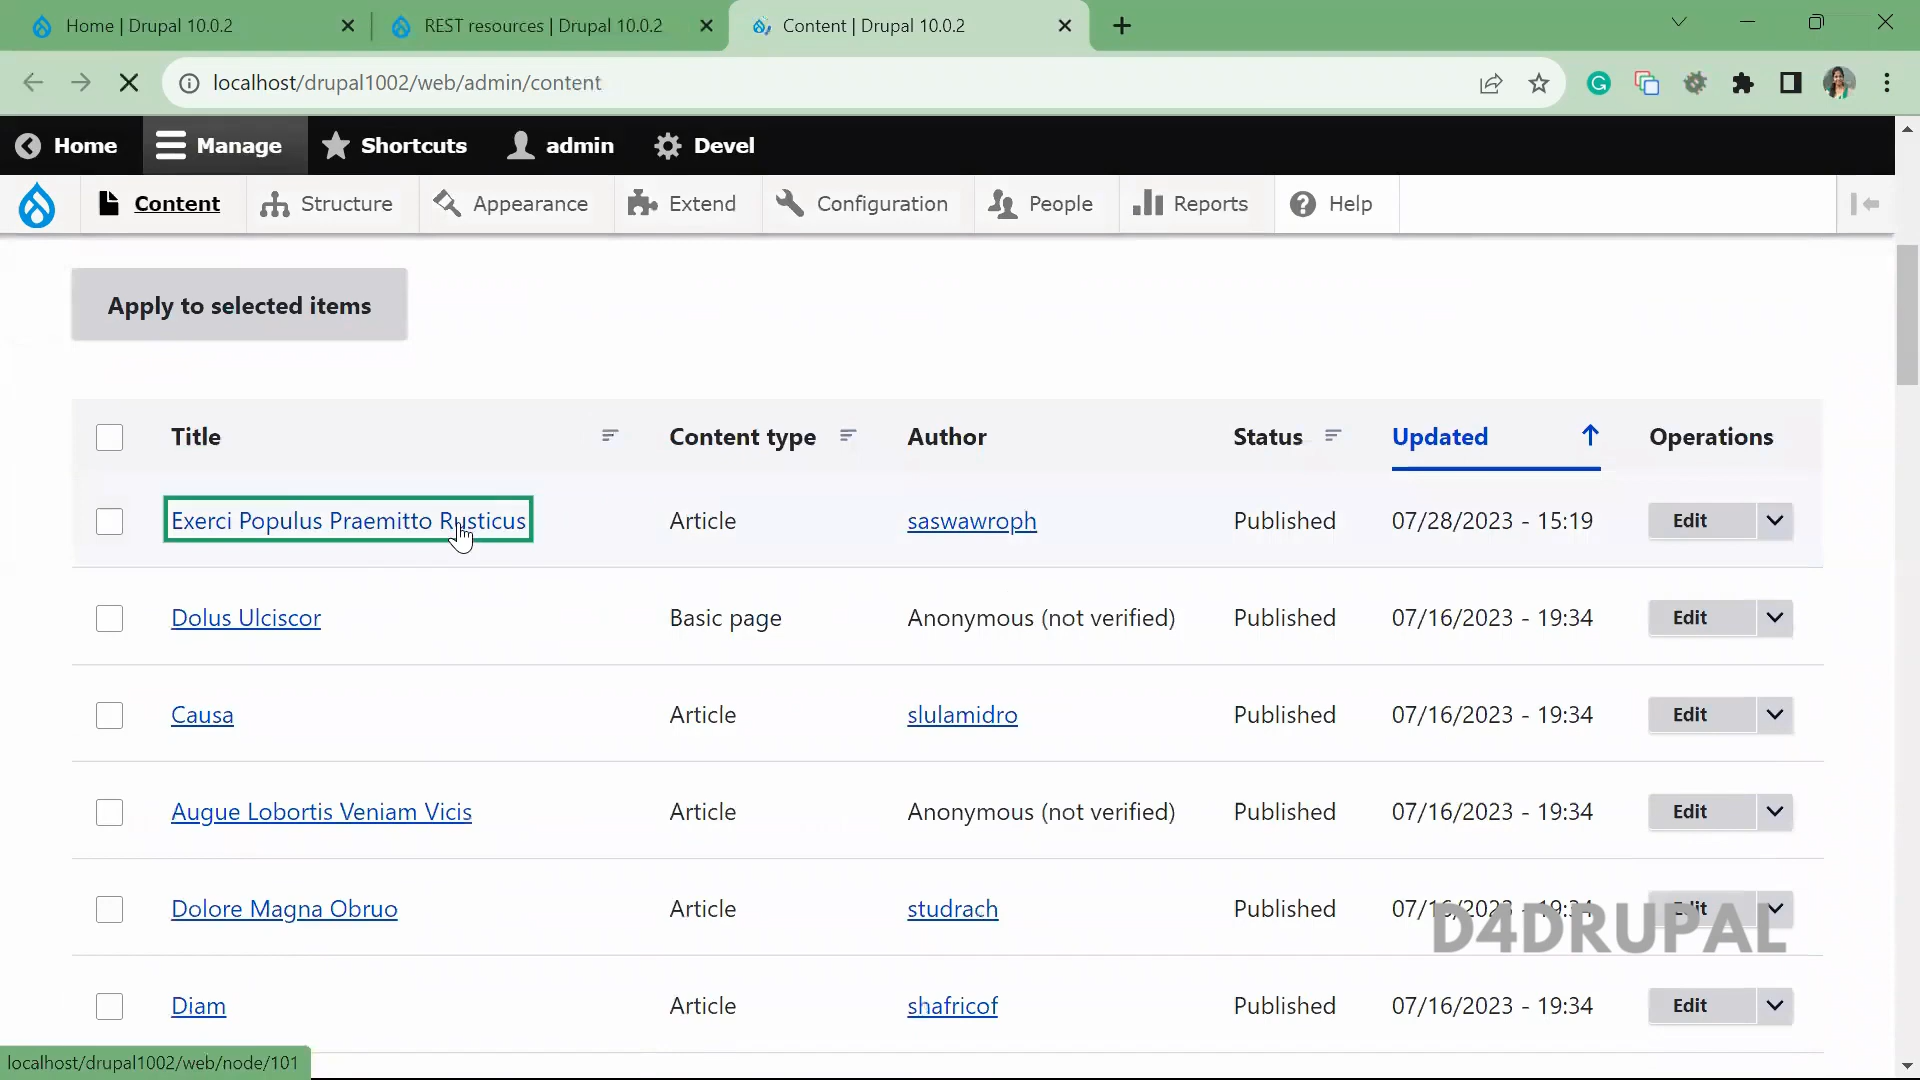 Home | Drupal 10.0.2
REST resources | Drupal 10.0.2
Content | Drupal 10.0.2
localhost/drupal1002/web/admin/content
Home
Manage
Shortcuts
admin
Devel
Content
Structure
Appearance
Extend
Configuration
People
Reports
Help
Apply to selected items
Title Content type Author Status Updated Operations
Exerci Populus Praemitto Rusticus Article saswawroph Published 07/28/2023 - 15:19 Edit
Dolus Ulciscor Basic page Anonymous (not verified) Published 07/16/2023 - 19:34 Edit
Causa Article slulamidro Published 07/16/2023 - 19:34 Edit
Augue Lobortis Veniam Vicis Article Anonymous (not verified) Published 07/16/2023 - 19:34 Edit
Dolore Magna Obruo Article studrach Published 07/16/2023 - 19:34 Edit
D4DRUPAL
Diam Article shafricof Published 07/16/2023 - 19:34 Edit
localhost/drupal1002/web/node/101